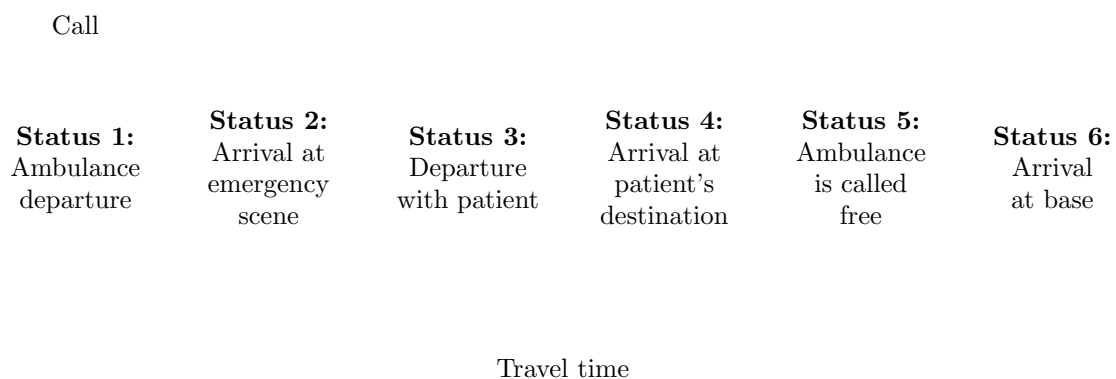 Call
Status 1:
Ambulance
departure
Status 2:
Arrival at
emergency
scene
Status 3:
Departure
with patient
Status 4:
Arrival at
patient's
destination
Status 5:
Ambulance
is called
free
Status 6:
Arrival
at base
Travel time